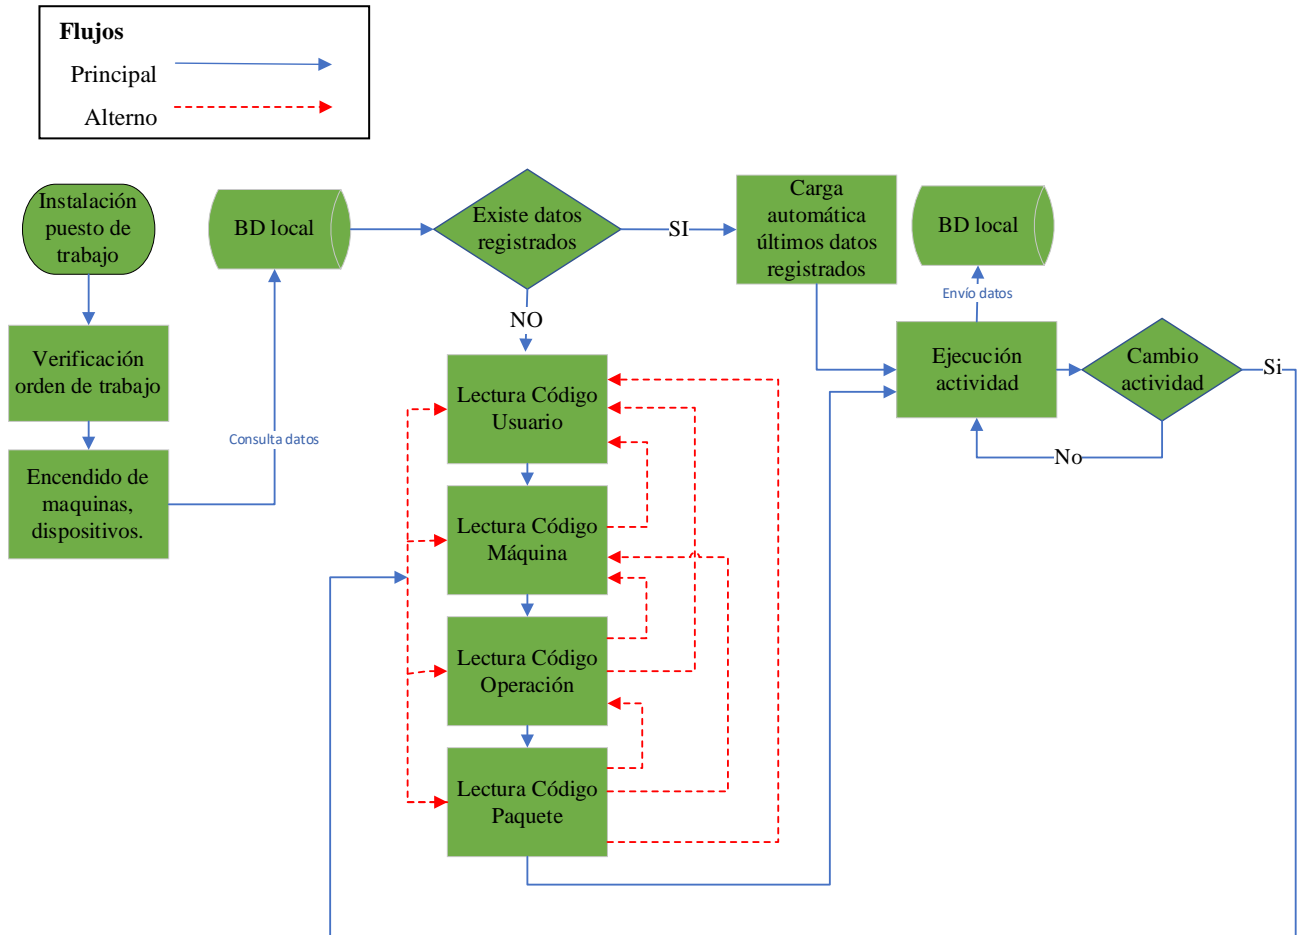 Flujos
Principal
Alterno
Instalación
puesto de
trabajo
Verificación
orden de trabajo
Encendido de
maquinas,
dispositivos.
Consulta datos
BD local
Existe datos
registrados
SI
NO
Carga
automática
últimos datos
registrados
BD local
Envío datos
Ejecución
actividad
Cambio
actividad
Si
No
Lectura Código
Usuario
Lectura Código
Máquina
Lectura Código
Operación
Lectura Código
Paquete